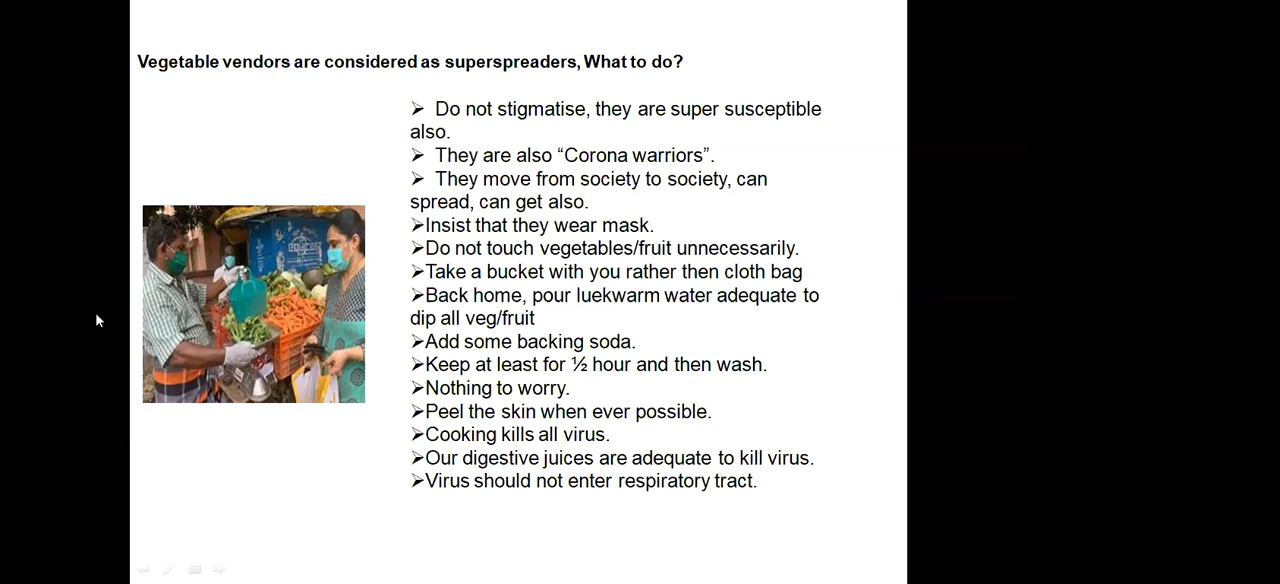 Vegetable vendors are considered as superspreaders, What to do?
➢ Do not stigmatise, they are super susceptible
also.
➢ They are also “Corona warriors”.
➢ They move from society to society, can
spread, can get also.
➢Insist that they wear mask.
➢Do not touch vegetables/fruit unnecessarily.
➢Take a bucket with you rather then cloth bag
➢Back home, pour luekwarm water adequate to
dip all veg/fruit
➢Add some backing soda.
➢Keep at least for ½ hour and then wash.
➢Nothing to worry.
➢Peel the skin when ever possible.
➢Cooking kills all virus.
➢Our digestive juices are adequate to kill virus.
➢Virus should not enter respiratory tract.